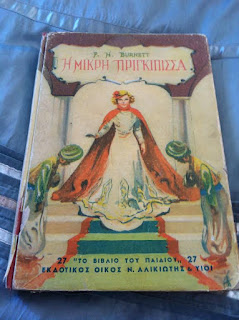 F. H. BURNETT
Η ΜΙΚΡΗ ΠΡΙΓΚΙΠΙΣΣΑ
27 "ΤΟ ΒΙΒΛΙΟ ΤΟΥ ΠΑΙΔΙΟΥ,, 27
ΕΚΔΟΤΙΚΟΣ ΟΙΚΟΣ Ν. ΑΛΙΚΙΩΤΗΣ & ΥΙΟΙ